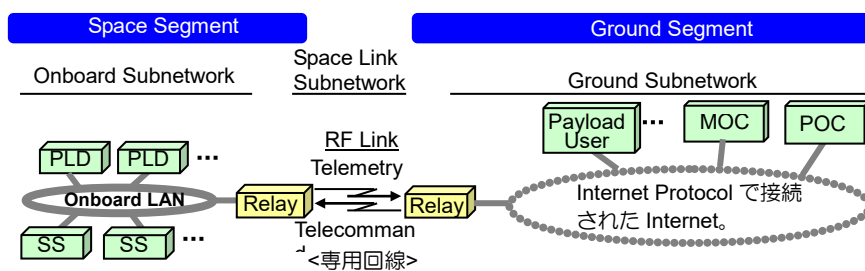 Space Segment
Ground Segment
Onboard Subnetwork
Space Link
Subnetwork
Ground Subnetwork
PLD
PLD
...
Onboard LAN
SS
SS
...
Relay
RF Link
Telemetry
Telecomman
d
<専用回線>
Relay
Payload
User
...
MOC
POC
Internet Protocol で接続
された Internet。